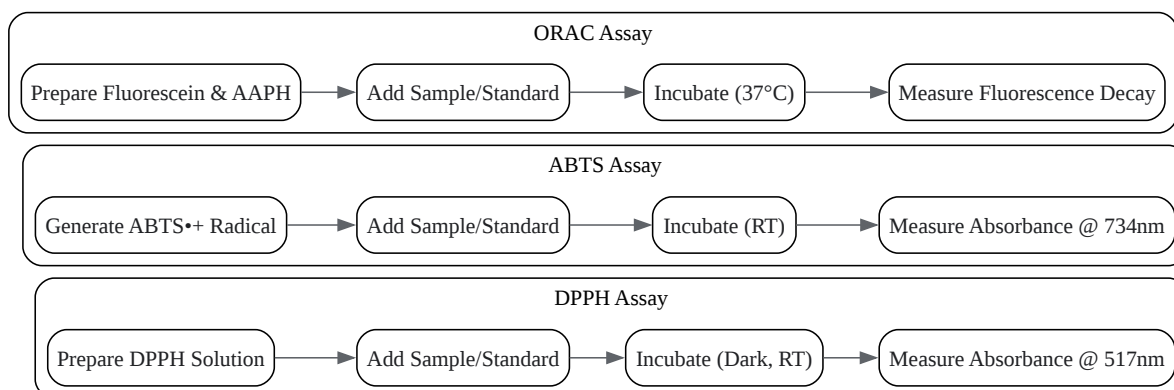 ORAC Assay
Prepare Fluorescein & AAPH
Add Sample/Standard
Incubate (37°C)
Measure Fluorescence Decay
ABTS Assay
Generate ABTS•+ Radical
Add Sample/Standard
Incubate (RT)
Measure Absorbance @ 734nm
DPPH Assay
Prepare DPPH Solution
Add Sample/Standard
Incubate (Dark, RT)
Measure Absorbance @ 517nm